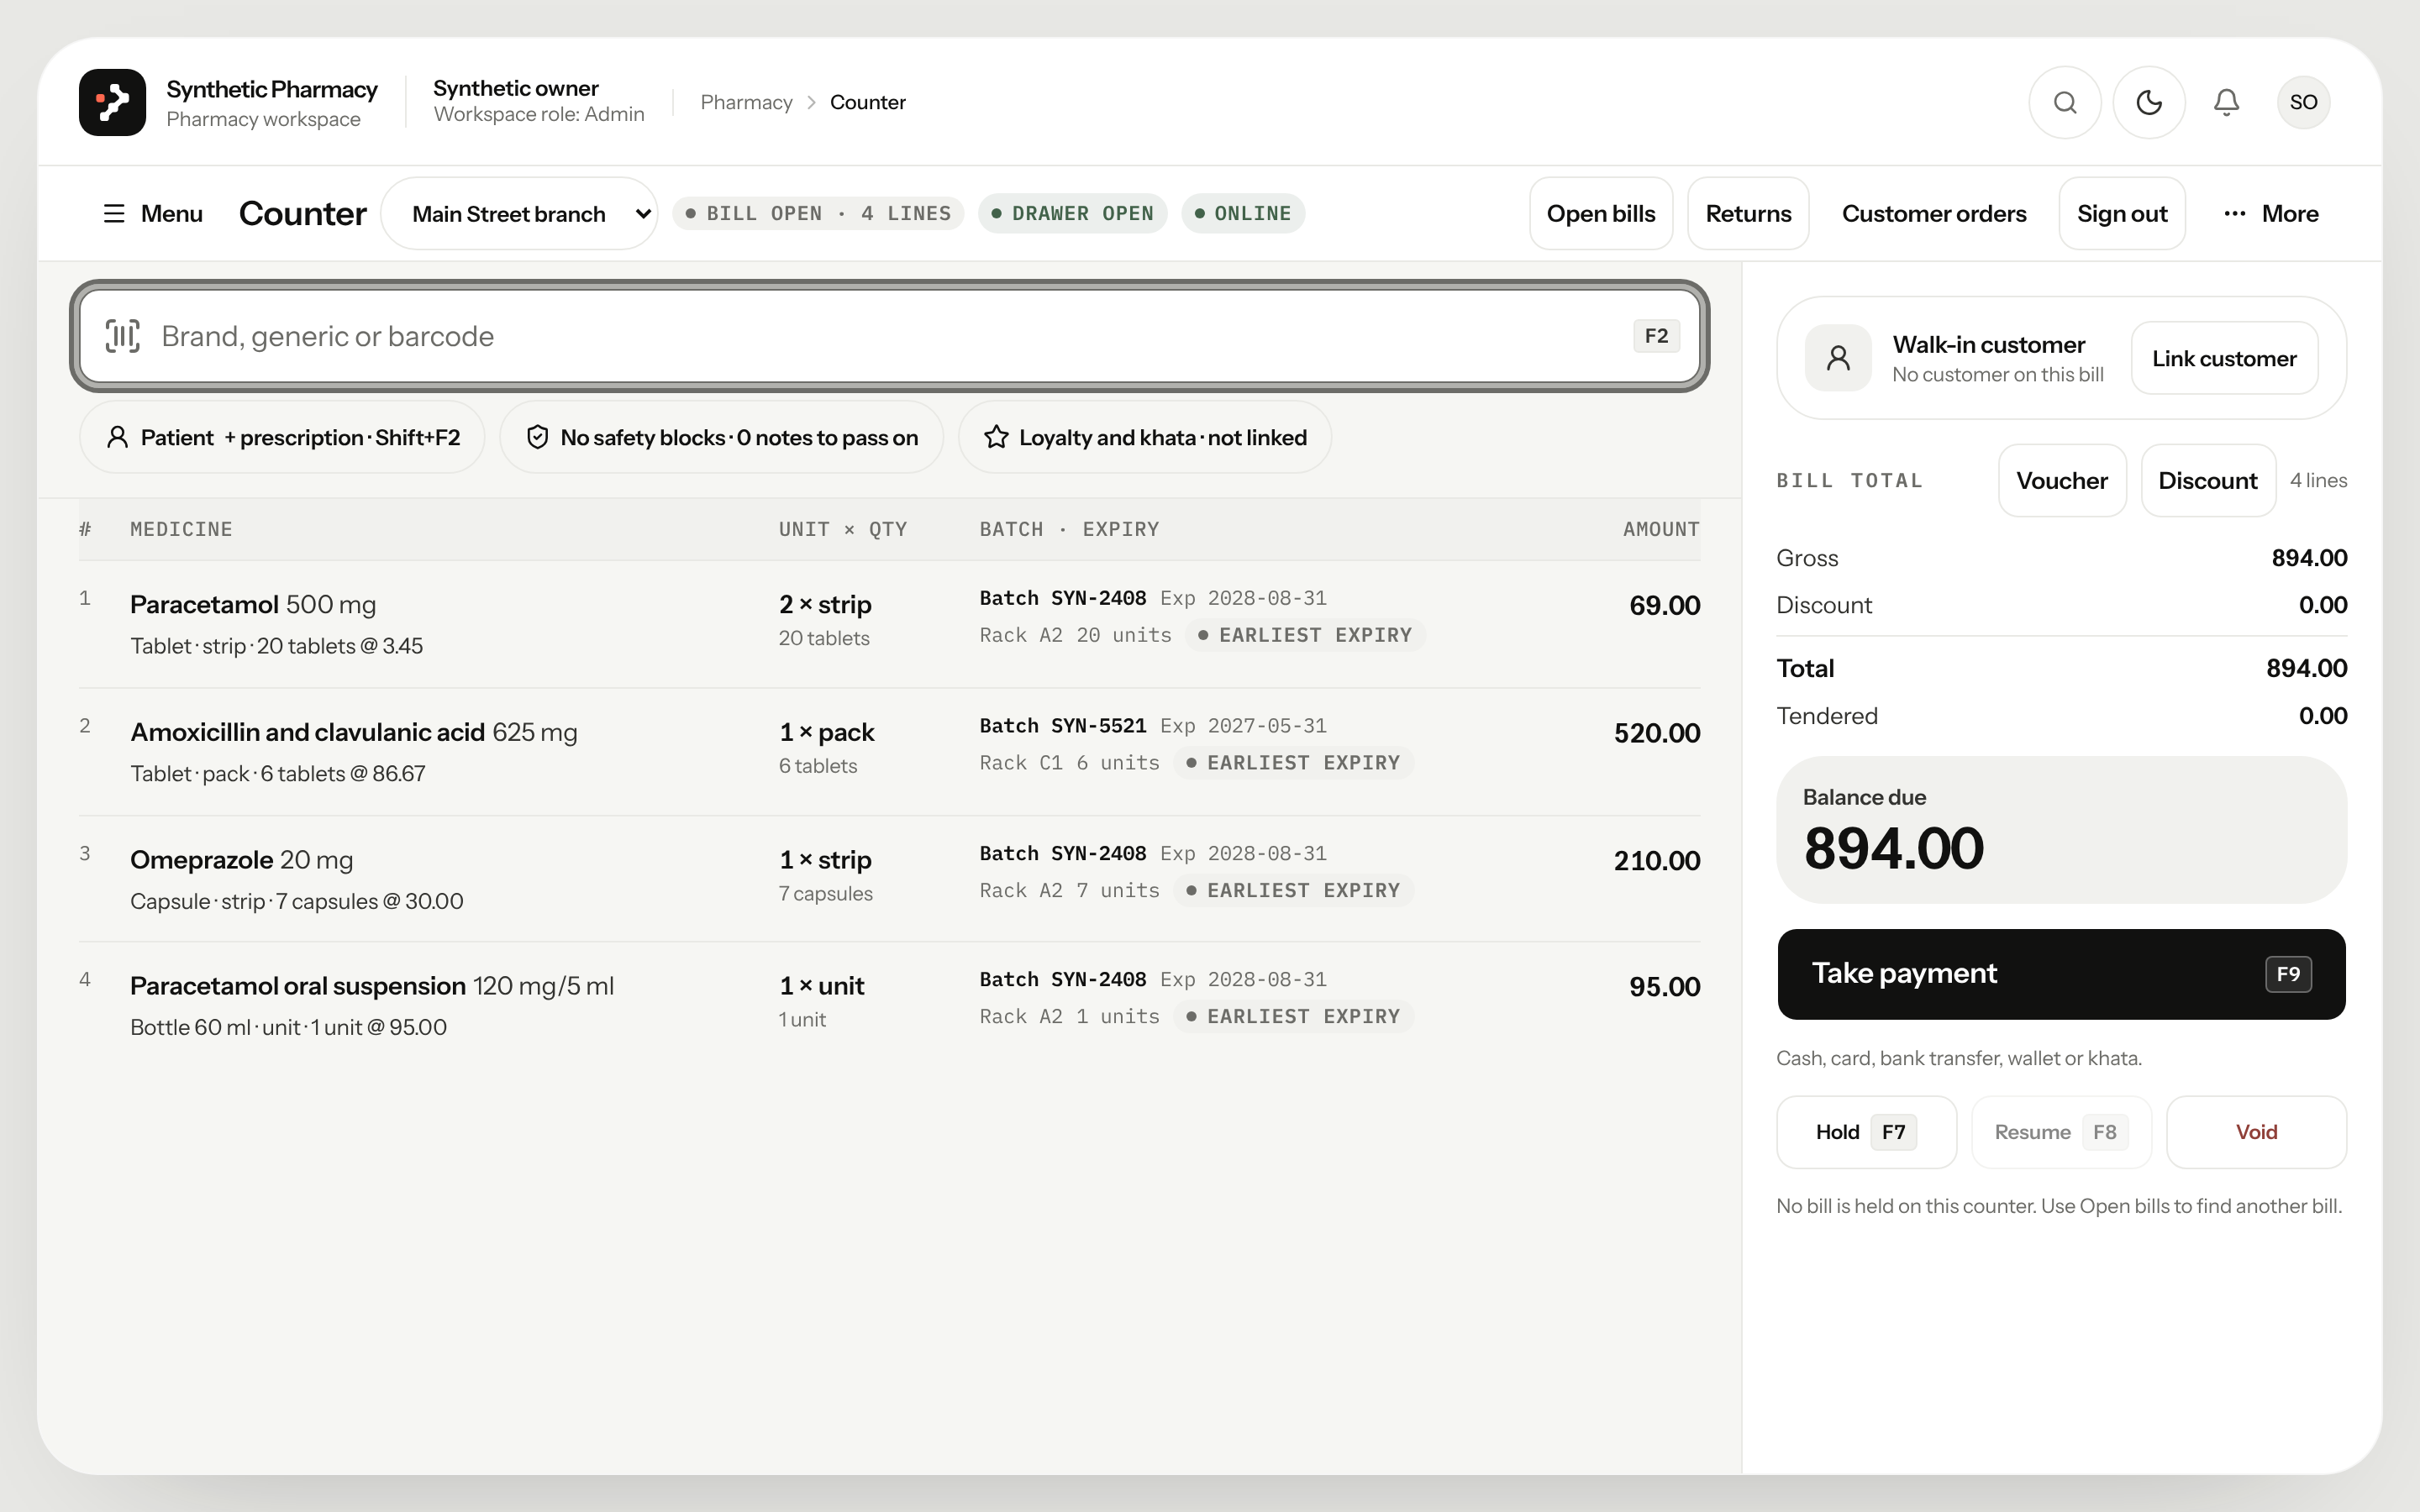 Synthetic Pharmacy
Pharmacy workspace
Synthetic owner
Workspace role: Admin
Pharmacy > Counter
SO
Menu
Counter
Main Street branch
BILL OPEN · 4 LINES
DRAWER OPEN
ONLINE
Open bills
Returns
Customer orders
Sign out
More
Brand, generic or barcode F2
Patient + prescription · Shift+F2
No safety blocks · 0 notes to pass on
Loyalty and khata · not linked
# MEDICINE UNIT × QTY BATCH · EXPIRY AMOUNT
1 Paracetamol 500 mg 2 × strip Batch SYN-2408 Exp 2028-08-31 69.00
Tablet · strip · 20 tablets @ 3.45 20 tablets Rack A2 20 units EARLIEST EXPIRY
2 Amoxicillin and clavulanic acid 625 mg 1 × pack Batch SYN-5521 Exp 2027-05-31 520.00
Tablet · pack · 6 tablets @ 86.67 6 tablets Rack C1 6 units EARLIEST EXPIRY
3 Omeprazole 20 mg 1 × strip Batch SYN-2408 Exp 2028-08-31 210.00
Capsule · strip · 7 capsules @ 30.00 7 capsules Rack A2 7 units EARLIEST EXPIRY
4 Paracetamol oral suspension 120 mg/5 ml 1 × unit Batch SYN-2408 Exp 2028-08-31 95.00
Bottle 60 ml · unit · 1 unit @ 95.00 1 unit Rack A2 1 units EARLIEST EXPIRY
Walk-in customer
No customer on this bill
Link customer
BILL TOTAL Voucher Discount 4 lines
Gross 894.00
Discount 0.00
Total 894.00
Tendered 0.00
Balance due
894.00
Take payment F9
Cash, card, bank transfer, wallet or khata.
Hold F7 Resume F8 Void
No bill is held on this counter. Use Open bills to find another bill.